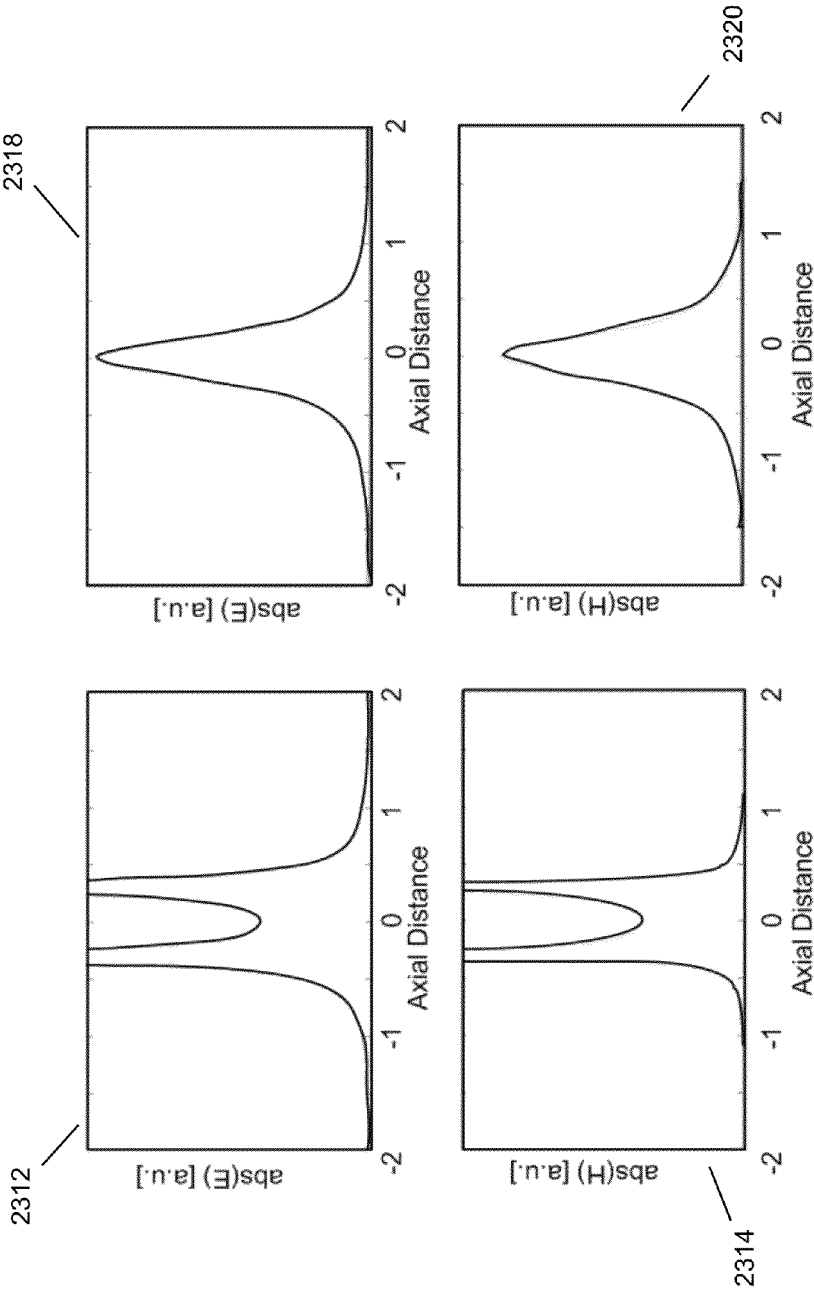 2312
abs(E) [a.u.]
-2 -1 0 1 2
Axial Distance
2318
abs(E) [a.u.]
-2 -1 0 1 2
Axial Distance
2314
abs(H) [a.u.]
-2 -1 0 1 2
Axial Distance
2320
abs(H) [a.u.]
-2 -1 0 1 2
Axial Distance